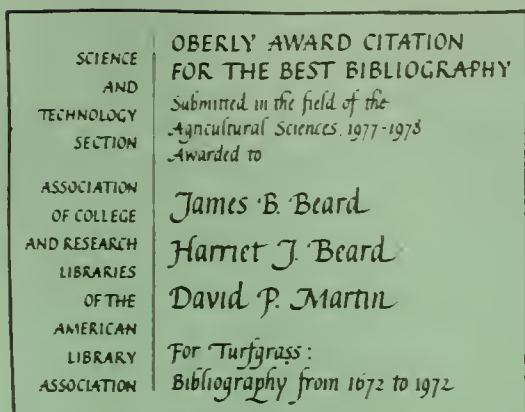 SCIENCE
AND
TECHNOLOGY
SECTION
ASSOCIATION
OF COLLEGE
AND RESEARCH
LIBRARIES
OF THE
AMERICAN
LIBRARY
ASSOCIATION
OBERLY AWARD CITATION
FOR THE BEST BIBLIOGRAPHY
Submitted in the field of the
Agricultural Sciences, 1977-1978
Awarded to
James B. Beard
Harriet J. Beard
David P. Martin
For Turfgrass:
Bibliography from 1672 to 1972